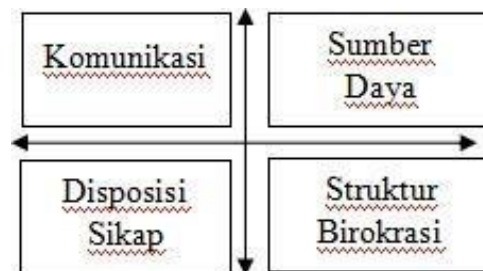 Komunikasi
Sumber
Daya
Disposisi
Sikap
Struktur
Birokrasi